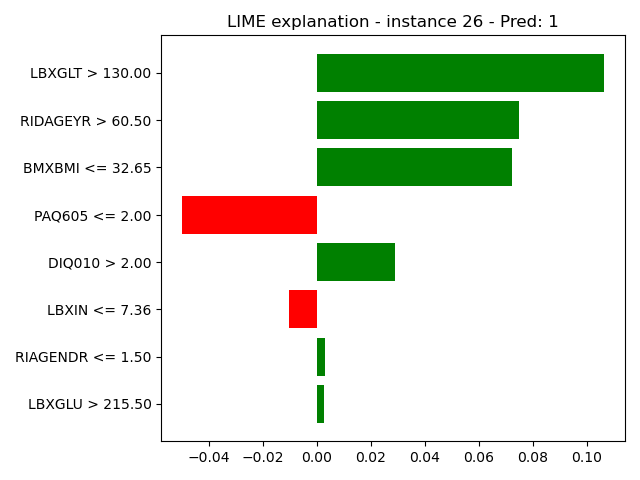 LIME explanation - instance 26 - Pred: 1
LBXGLT > 130.00
RIDAGEYR > 60.50
BMXBMI <= 32.65
PAQ605 <= 2.00
DIQ010 > 2.00
LBXIN <= 7.36
RIAGENDR <= 1.50
LBXGLU > 215.50
−0.04 −0.02 0.00 0.02 0.04 0.06 0.08 0.10